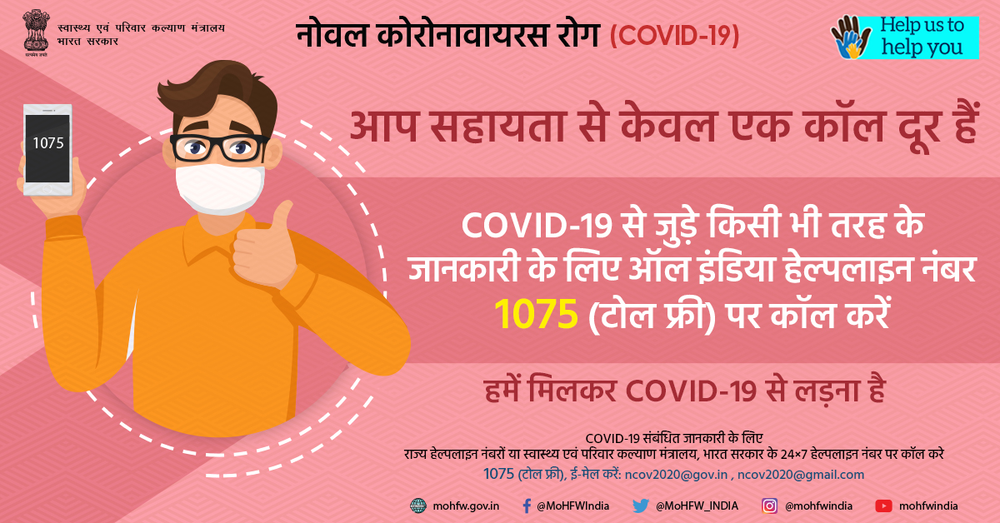 स्वास्थ्य एवं परिवार कल्याण मंत्रालय
भारत सरकार
सत्यमेव जयते
नोवल कोरोनावायरस रोग (COVID-19)
Help us to
help you
1075
आप सहायता से केवल एक कॉल दूर हैं
COVID-19 से जुड़े किसी भी तरह के
जानकारी के लिए ऑल इंडिया हेल्पलाइन नंबर
1075 (टोल फ्री) पर कॉल करें
हमें मिलकर COVID-19 से लड़ना है
COVID-19 संबंधित जानकारी के लिए
राज्य हेल्पलाइन नंबरों या स्वास्थ्य एवं परिवार कल्याण मंत्रालय, भारत सरकार के 24×7 हेल्पलाइन नंबर पर कॉल करे
1075 (टोल फ्री), ई-मेल करें: ncov2020@gov.in , ncov2020@gmail.com
mohfw.gov.in @MoHFWIndia @MoHFW_INDIA @mohfwindia mohfwindia